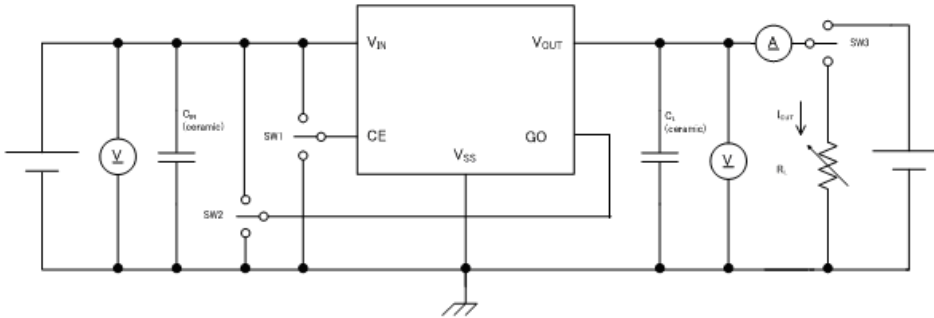 VIN
VOUT
A
SW3
CIN
(ceramic)
SW1
CE
GO
CL
(ceramic)
IOUT
V
VSS
V
RL
SW2